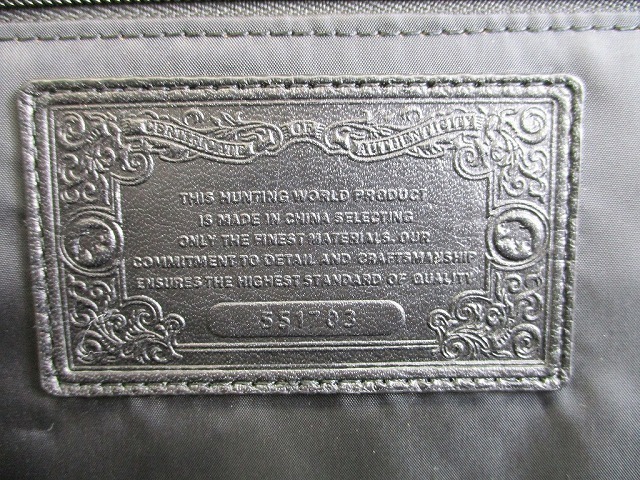 CERTIFICATE OF AUTHENTICITY
THIS HUNTING WORLD PRODUCT
IS MADE IN CHINA SELECTING
ONLY THE FINEST MATERIALS. OUR
COMMITMENT TO DETAIL AND CRAFTSMANSHIP
ENSURES THE HIGHEST STANDARD OF QUALITY
551703